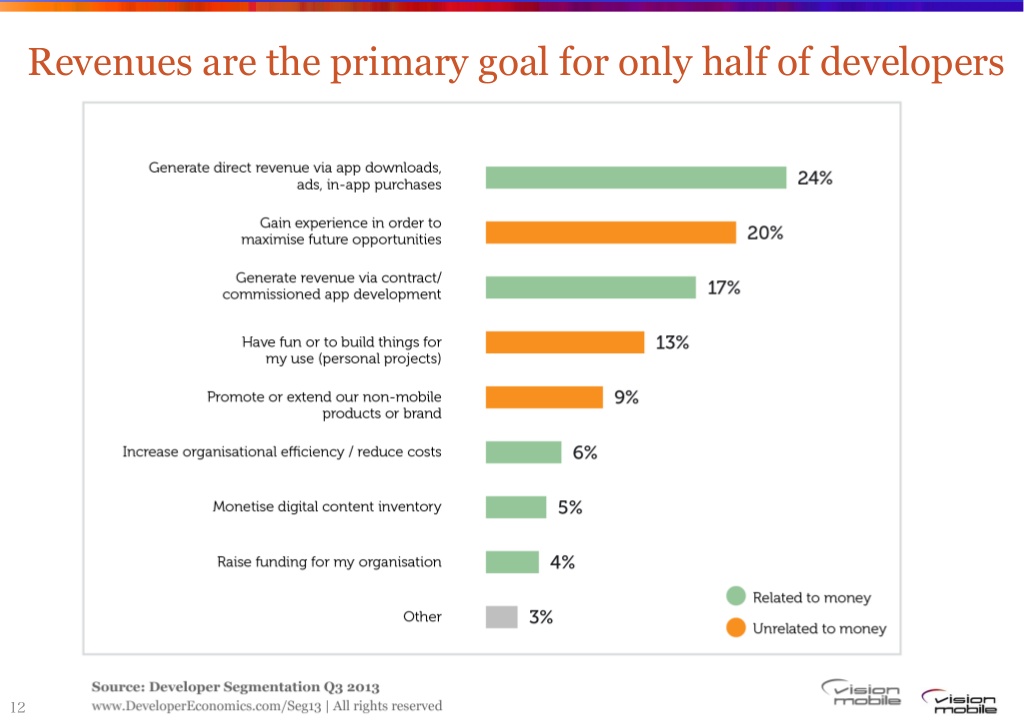 Revenues are the primary goal for only half of developers
Generate direct revenue via app downloads,
ads, in-app purchases
24%
Gain experience in order to
maximise future opportunities
20%
Generate revenue via contract/
commissioned app development
17%
Have fun or to build things for
my use (personal projects)
13%
Promote or extend our non-mobile
products or brand
9%
Increase organisational efficiency / reduce costs
6%
Monetise digital content inventory
5%
Raise funding for my organisation
4%
Other
3%
Related to money
Unrelated to money
Source: Developer Segmentation Q3 2013
www.DeveloperEconomics.com/Seg13 | All rights reserved
12
vision
mobile
vision
mobile